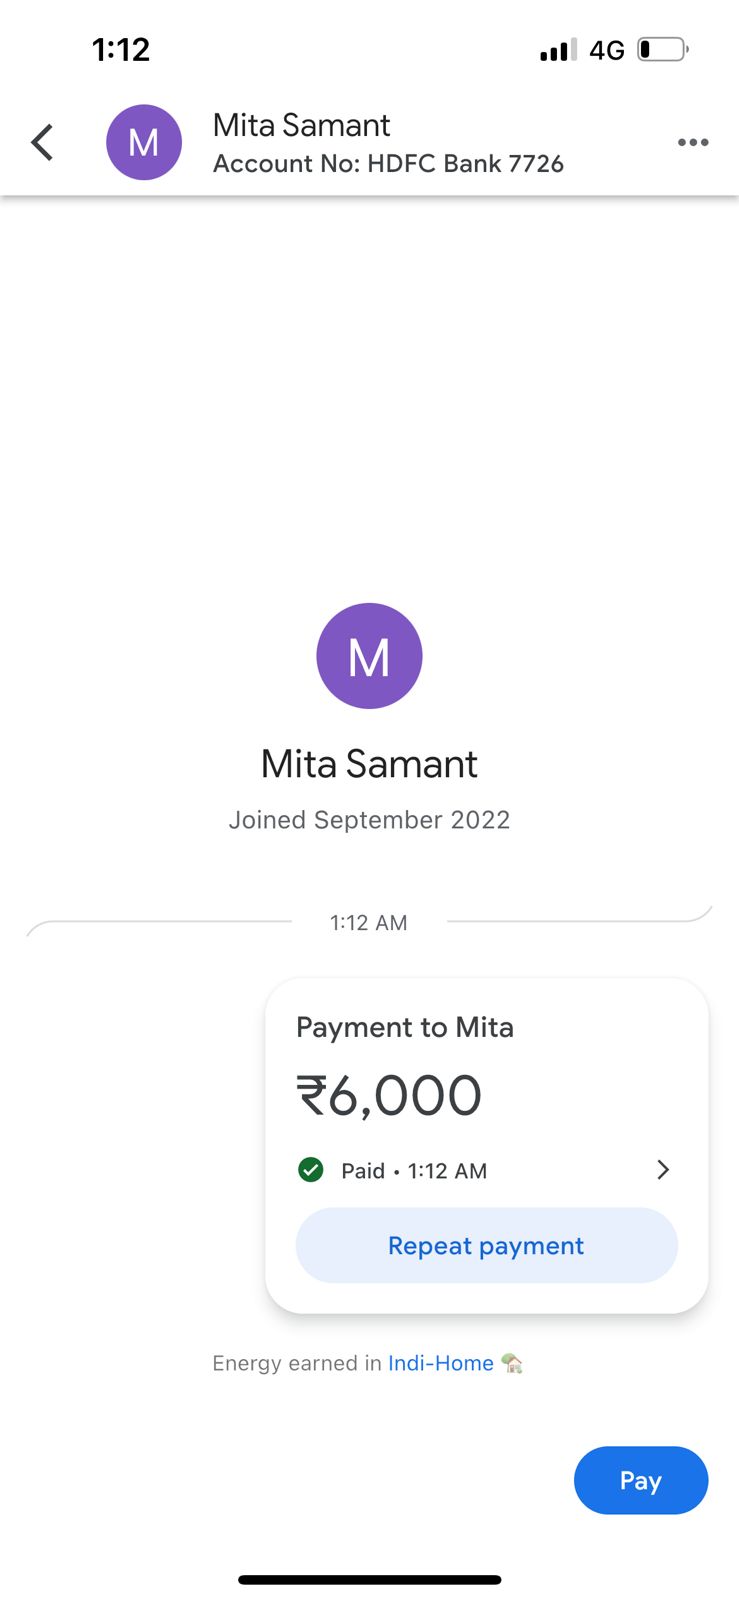 1:12
4G
M
Mita Samant
Account No: HDFC Bank 7726
M
Mita Samant
Joined September 2022
1:12 AM
Payment to Mita
₹6,000
Paid • 1:12 AM
Repeat payment
Energy earned in Indi-Home
Pay